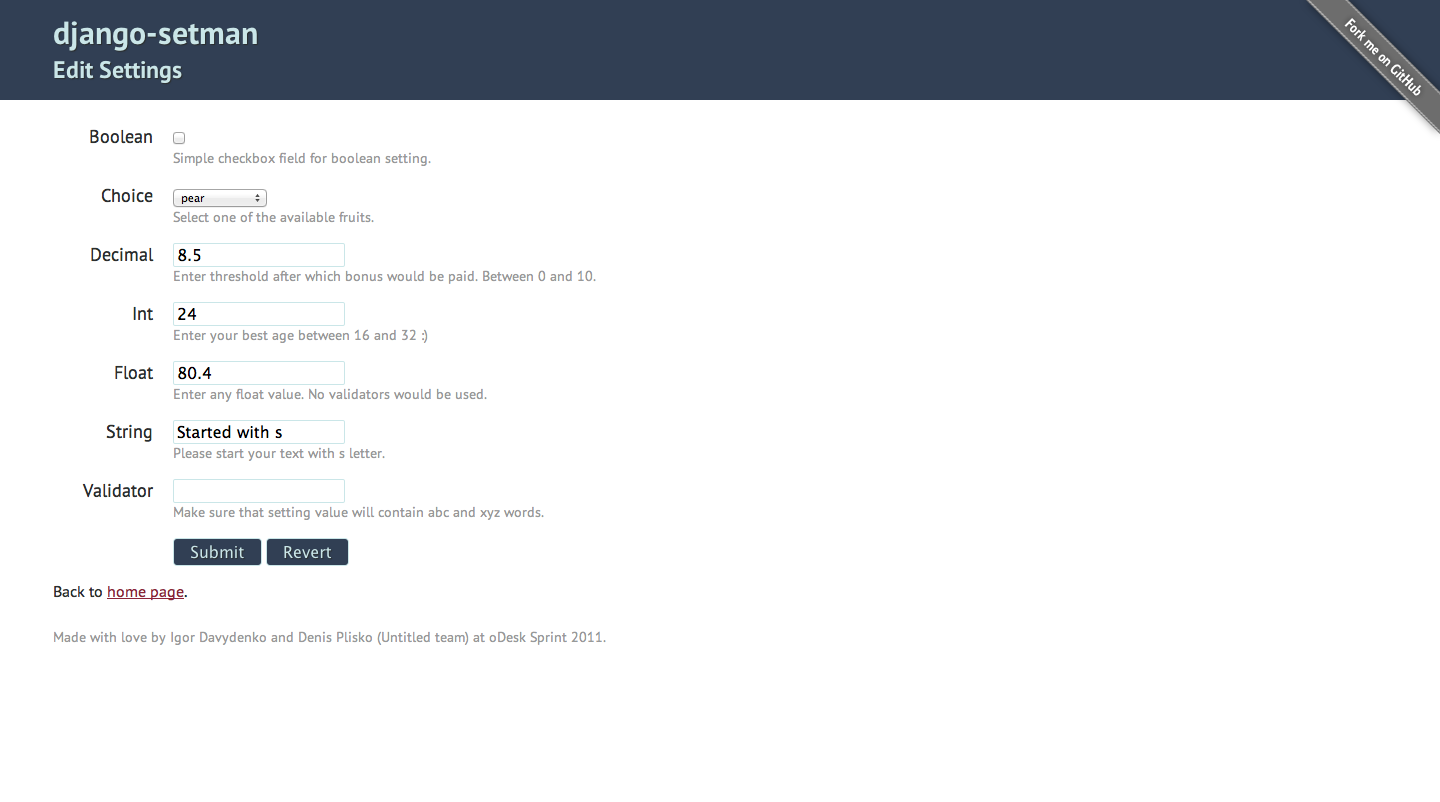 django-setman
Edit Settings
Fork me on GitHub
Boolean
Simple checkbox field for boolean setting.
Choice
pear
Select one of the available fruits.
Decimal
8.5
Enter threshold after which bonus would be paid. Between 0 and 10.
Int
24
Enter your best age between 16 and 32 :)
Float
80.4
Enter any float value. No validators would be used.
String
Started with s
Please start your text with s letter.
Validator
Make sure that setting value will contain abc and xyz words.
Submit Revert
Back to home page.
Made with love by Igor Davydenko and Denis Plisko (Untitled team) at oDesk Sprint 2011.